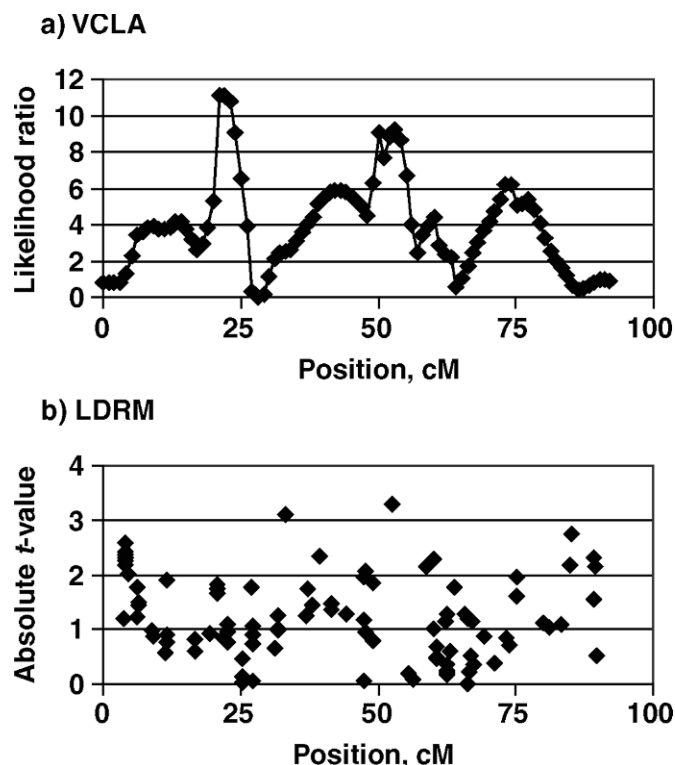 a) VCLA
12
10
8
6
4
2
0
Likelihood ratio
0 25 50 75 100
Position, cM
b) LDRM
4
3
2
1
0
Absolute t-value
0 25 50 75 100
Position, cM